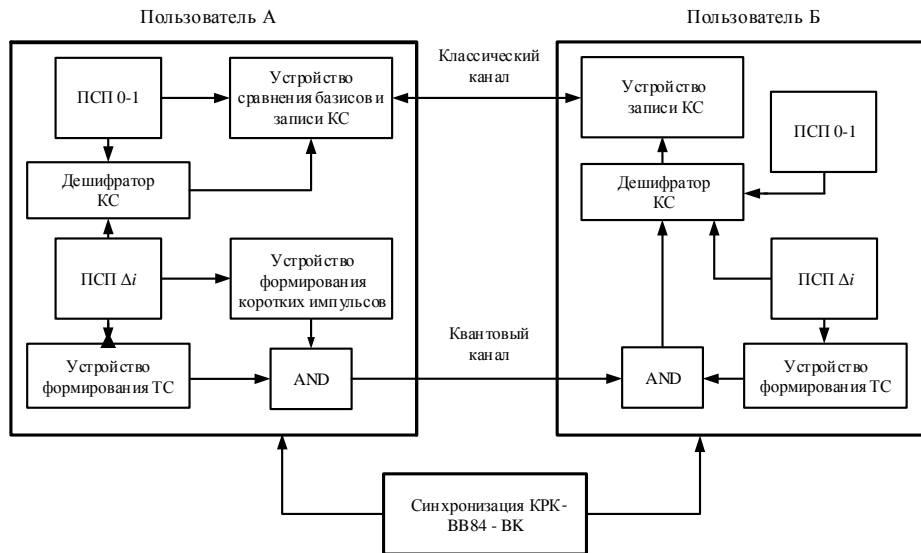 Пользователь А
Пользователь Б
ПСП 0-1
Устройство
сравнения базисов и
записи КС
Классический
канал
Устройство
записи КС
ПСП 0-1
Дешифратор
КС
Дешифратор
КС
ПСП Δi
Устройство
формирования
коротких импульсов
ПСП Δi
Квантовый
канал
Устройство
формирования ТС
AND
AND
Устройство
формирования ТС
Синхронизация КРК-
BB84 - ВК